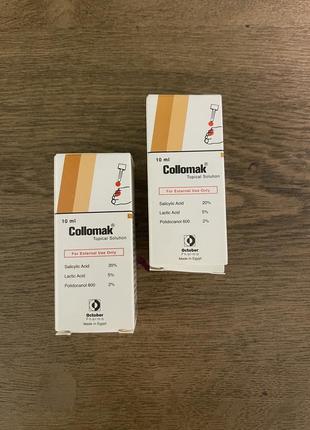 10 ml
Collomak®
Topical Solution
For External Use Only
Salicylic Acid 20%
Lactic Acid 5%
Polidocanol 600 2%
October
Pharma
Made in Egypt
10 ml
Collomak®
Topical Solution
For External Use Only
Salicylic Acid 20%
Lactic Acid 5%
Polidocanol 600 2%
October
Pharma
Made in Egypt